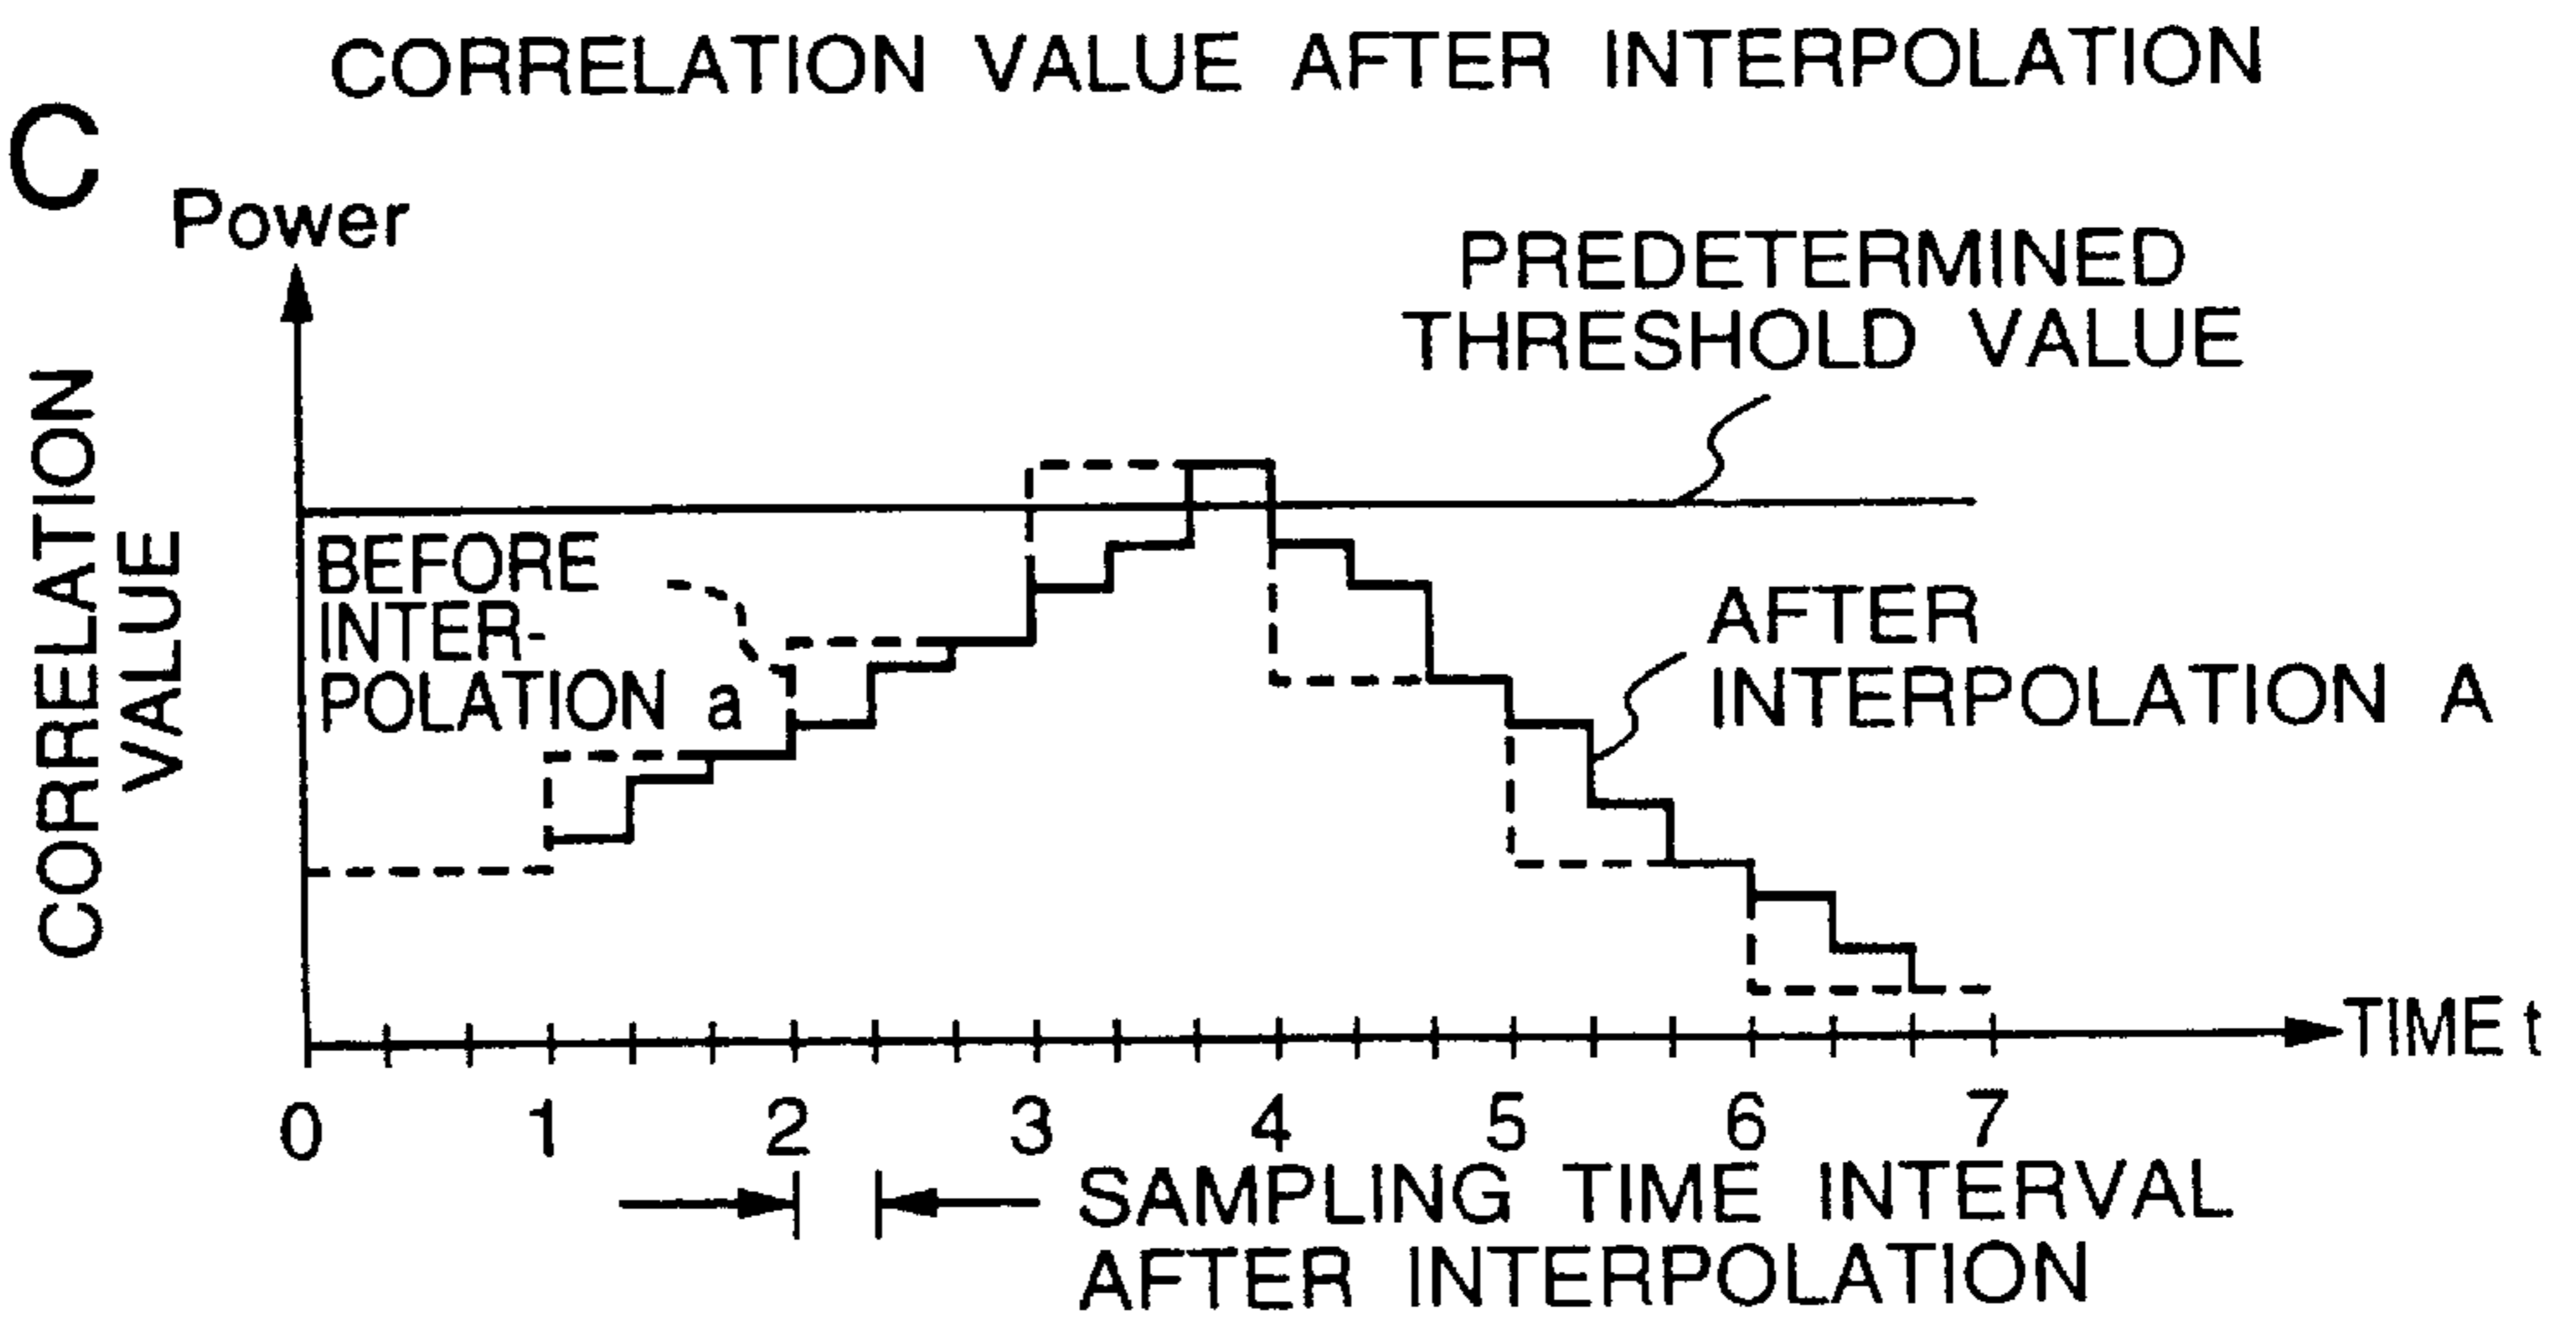 CORRELATION VALUE AFTER INTERPOLATION
C
Power
PREDETERMINED
THRESHOLD VALUE
CORRELATION
VALUE
BEFORE
INTER-
POLATION a
AFTER
INTERPOLATION A
TIME t
0 1 2 3 4 5 6 7
SAMPLING TIME INTERVAL
AFTER INTERPOLATION